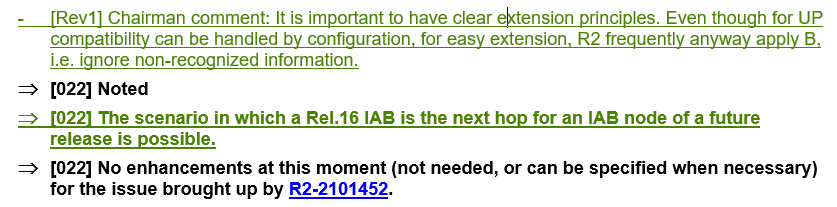 - [Rev1] Chairman comment: It is important to have clear extension principles. Even though for UP
compatibility can be handled by configuration, for easy extension, R2 frequently anyway apply B,
i.e. ignore non-recognized information.
⇒ [022] Noted
⇒ [022] The scenario in which a Rel.16 IAB is the next hop for an IAB node of a future
release is possible.
⇒ [022] No enhancements at this moment (not needed, or can be specified when necessary)
for the issue brought up by R2-2101452.